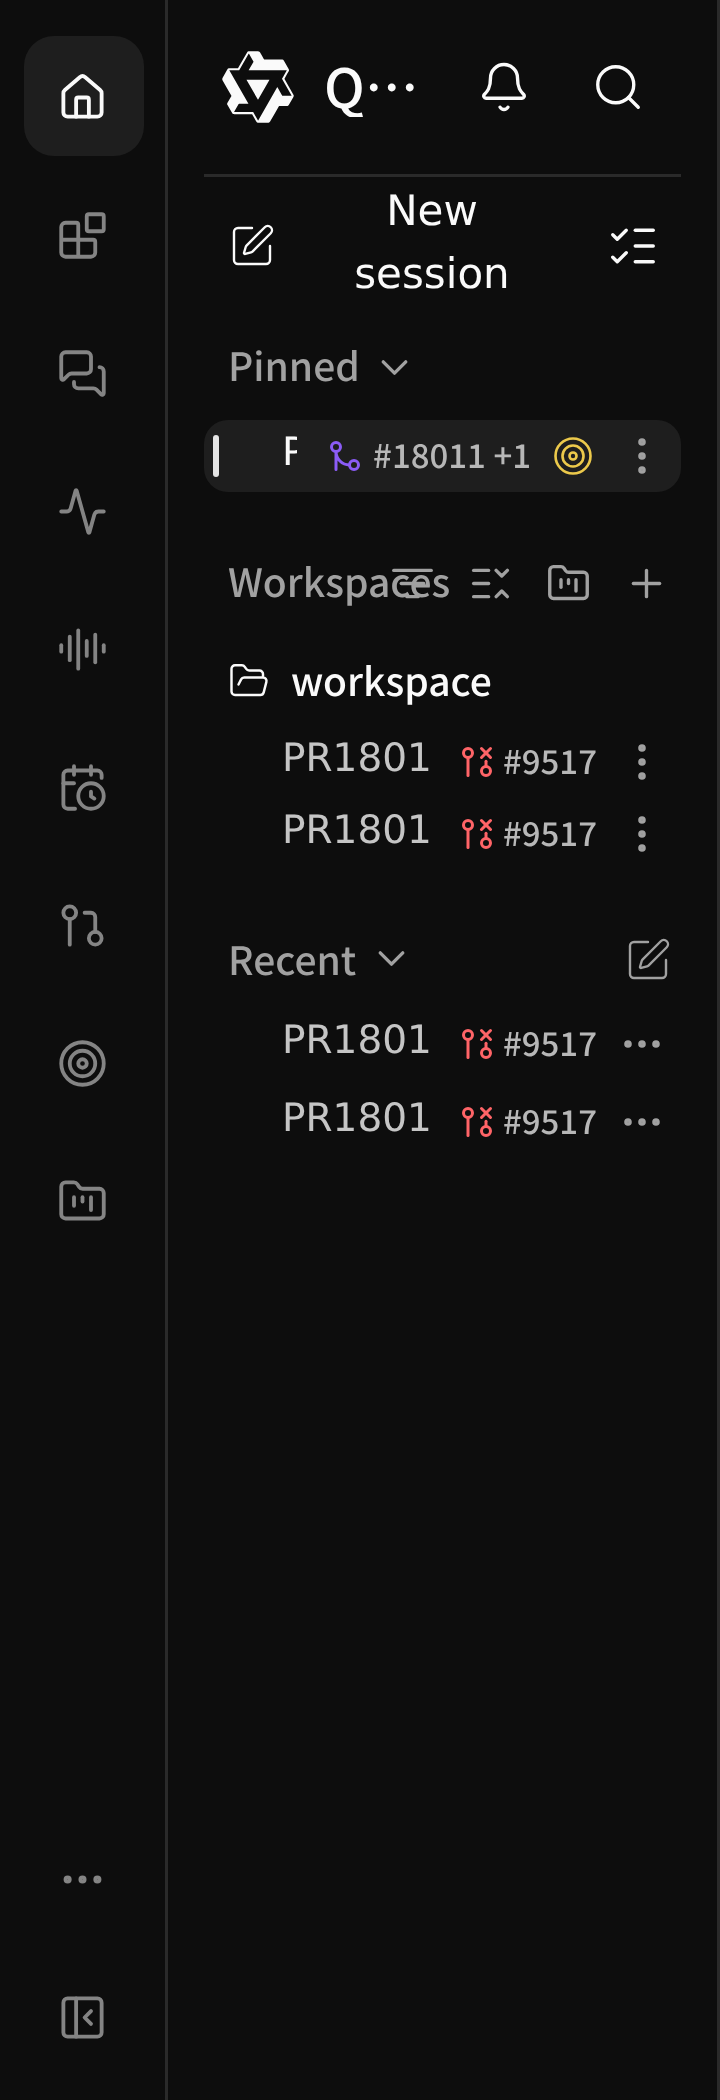 Q…
New
session
Pinned
F #18011 +1
Workspaces
workspace
PR1801 #9517
PR1801 #9517
Recent
PR1801 #9517
PR1801 #9517